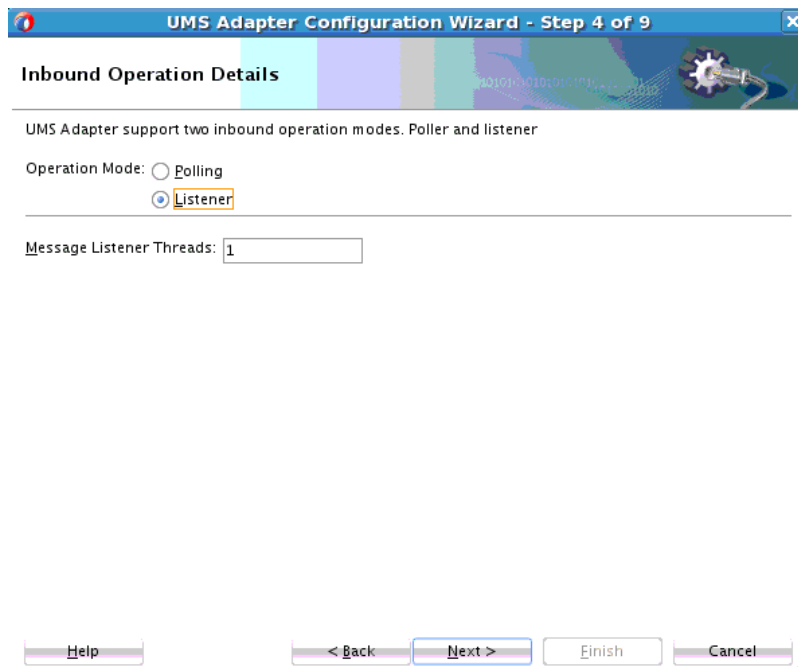 UMS Adapter Configuration Wizard - Step 4 of 9
Inbound Operation Details
UMS Adapter support two inbound operation modes. Poller and listener
Operation Mode: Polling
Listener
Message Listener Threads: 1
Help < Back Next > Finish Cancel